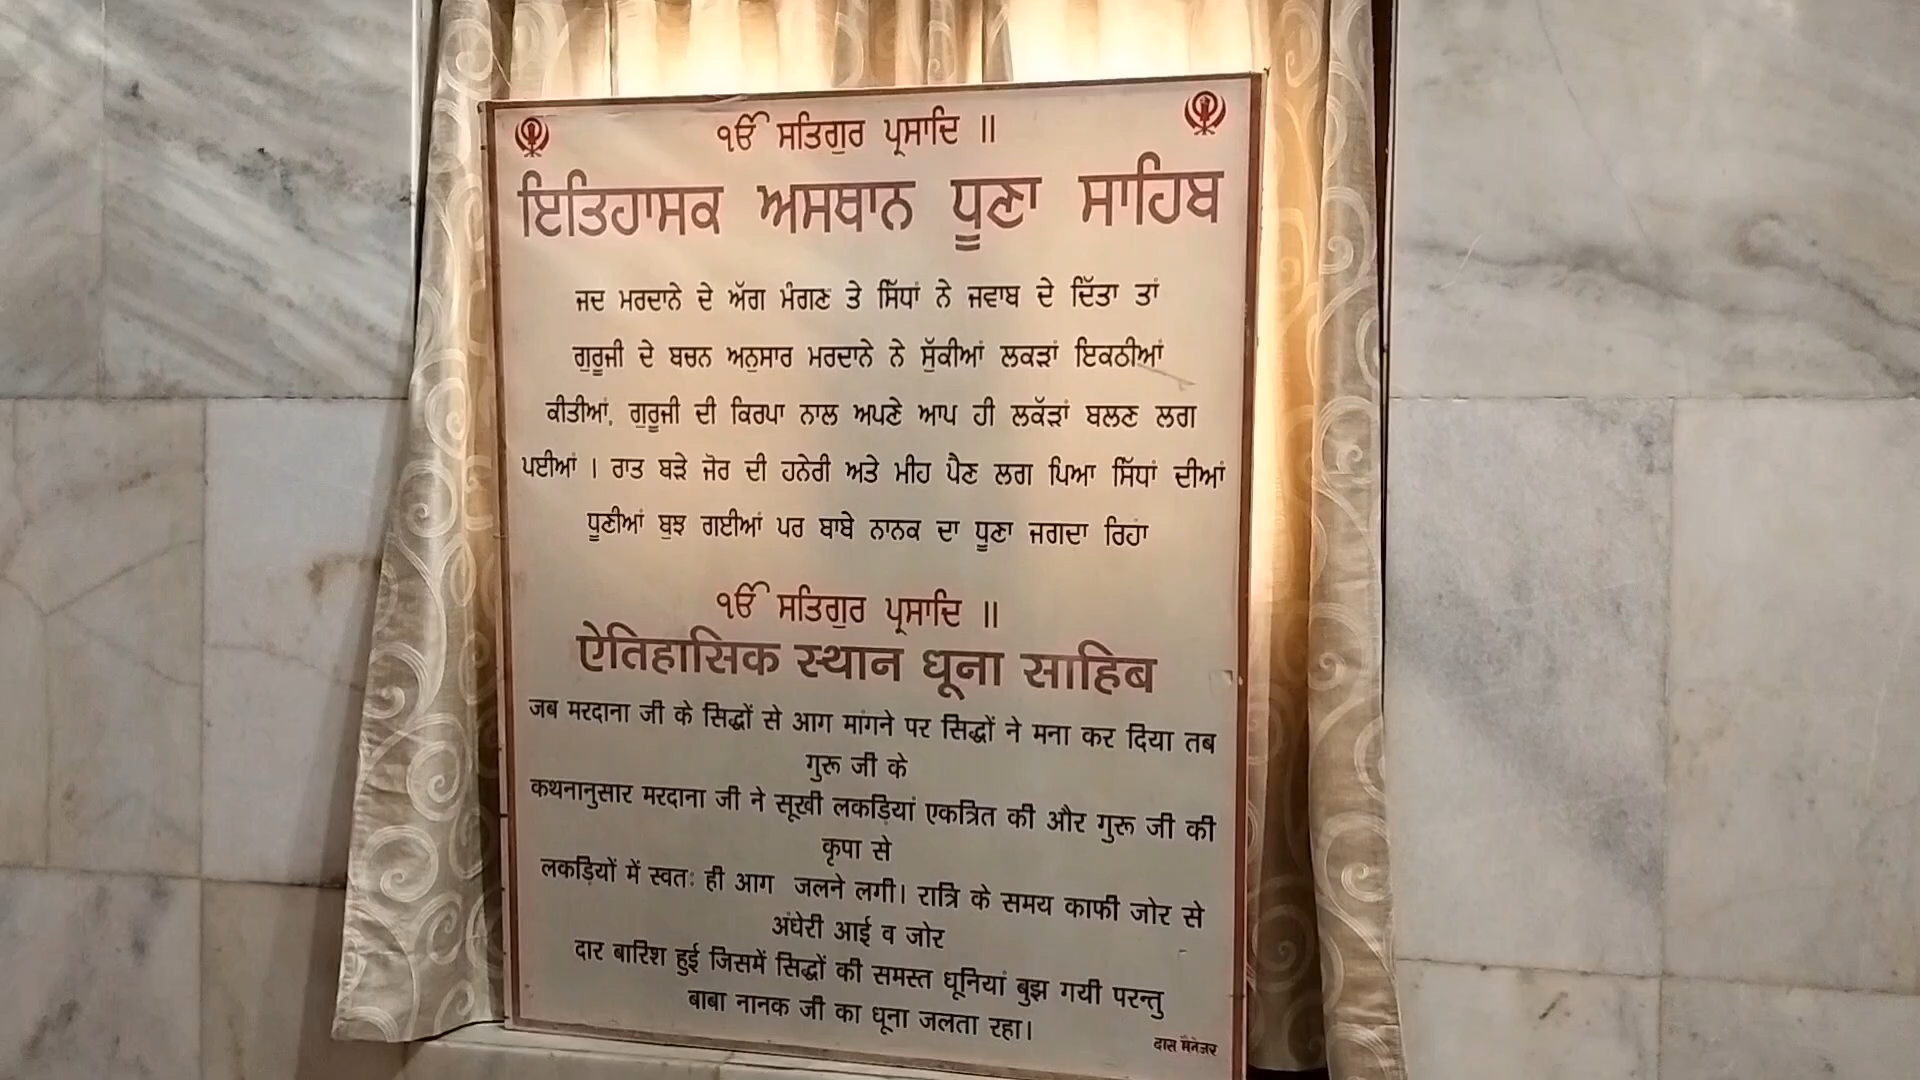 ੴ ਸਤਿਗੁਰ ਪ੍ਰਸਾਦਿ ॥
ਇਤਿਹਾਸਕ ਅਸਥਾਨ ਧੂਣਾ ਸਾਹਿਬ
ਜਦ ਮਰਦਾਨੇ ਦੇ ਅੱਗ ਮੰਗਣ ਤੇ ਸਿੱਧਾਂ ਨੇ ਜਵਾਬ ਦੇ ਦਿੱਤਾ ਤਾਂ
ਗੁਰੂਜੀ ਦੇ ਬਚਨ ਅਨੁਸਾਰ ਮਰਦਾਨੇ ਨੇ ਸੁੱਕੀਆਂ ਲਕੜਾਂ ਇਕਠੀਆਂ
ਕੀਤੀਆਂ, ਗੁਰੂਜੀ ਦੀ ਕਿਰਪਾ ਨਾਲ ਅਪਣੇ ਆਪ ਹੀ ਲਕੱੜਾਂ ਬਲਣ ਲਗ
ਪਈਆਂ । ਰਾਤ ਬੜੇ ਜੋਰ ਦੀ ਹਨੇਰੀ ਅਤੇ ਮੀਹ ਪੈਣ ਲਗ ਪਿਆ ਸਿੱਧਾਂ ਦੀਆਂ
ਧੂਣੀਆਂ ਬੁਝ ਗਈਆਂ ਪਰ ਬਾਬੇ ਨਾਨਕ ਦਾ ਧੂਣਾ ਜਗਦਾ ਰਿਹਾਂ
ੴ ਸਤਿਗੁਰ ਪ੍ਰਸਾਦਿ ॥
ऐतिहासिक स्थान धूना साहिब
जब मरदाना जी के सिद्धों से आग मांगने पर सिद्धों ने मना कर दिया तब
गुरू जी के
कथनानुसार मरदाना जी ने सूखी लकड़ियां एकत्रित की और गुरू जी की
कृपा से
लकड़ियों में स्वतः ही आग जलने लगी। रात्रि के समय काफी जोर से
अंधेरी आई व जोर
दार बारिश हुई जिसमें सिद्धों की समस्त धूनियां बुझ गयी परन्तु
बाबा नानक जी का धूना जलता रहा।
दास मैनेजर